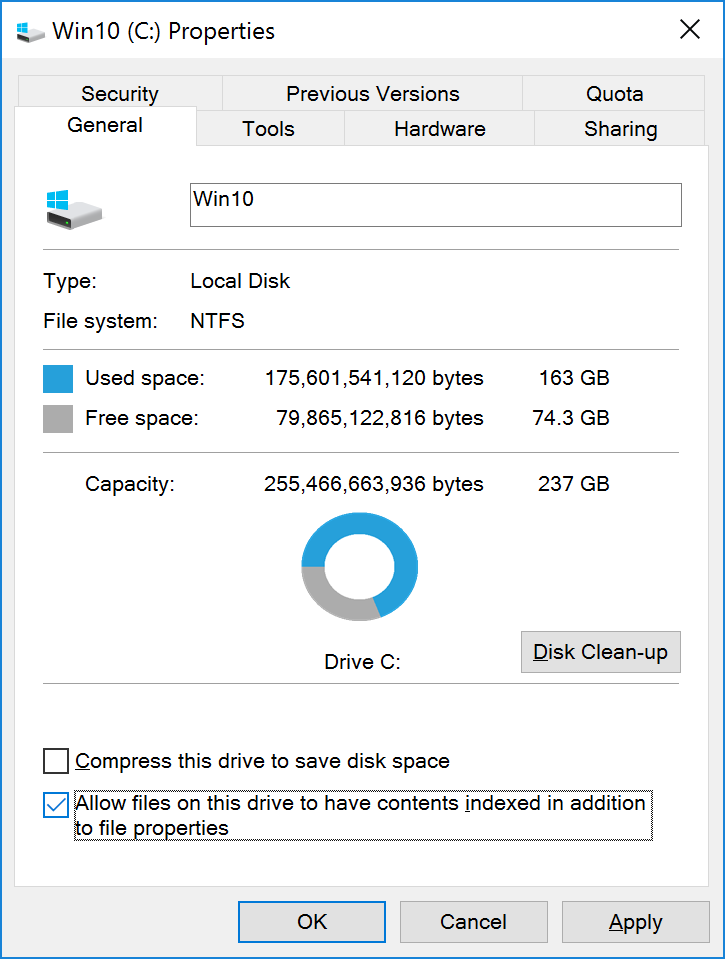 Win10 (C:) Properties
Security Previous Versions Quota
General Tools Hardware Sharing
Win10
Type: Local Disk
File system: NTFS
Used space: 175,601,541,120 bytes 163 GB
Free space: 79,865,122,816 bytes 74.3 GB
Capacity: 255,466,663,936 bytes 237 GB
Drive C:
Disk Clean-up
Compress this drive to save disk space
Allow files on this drive to have contents indexed in addition
to file properties
OK Cancel Apply